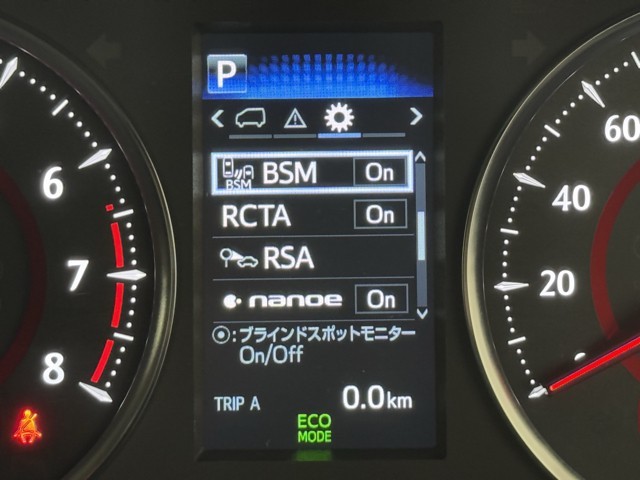 P
BSM
BSM
On
RCTA
On
RSA
nanoe
On
⦿:ブラインドスポットモニター
On/Off
TRIP A
0.0km
ECO
MODE
6
7
8
60
40
20